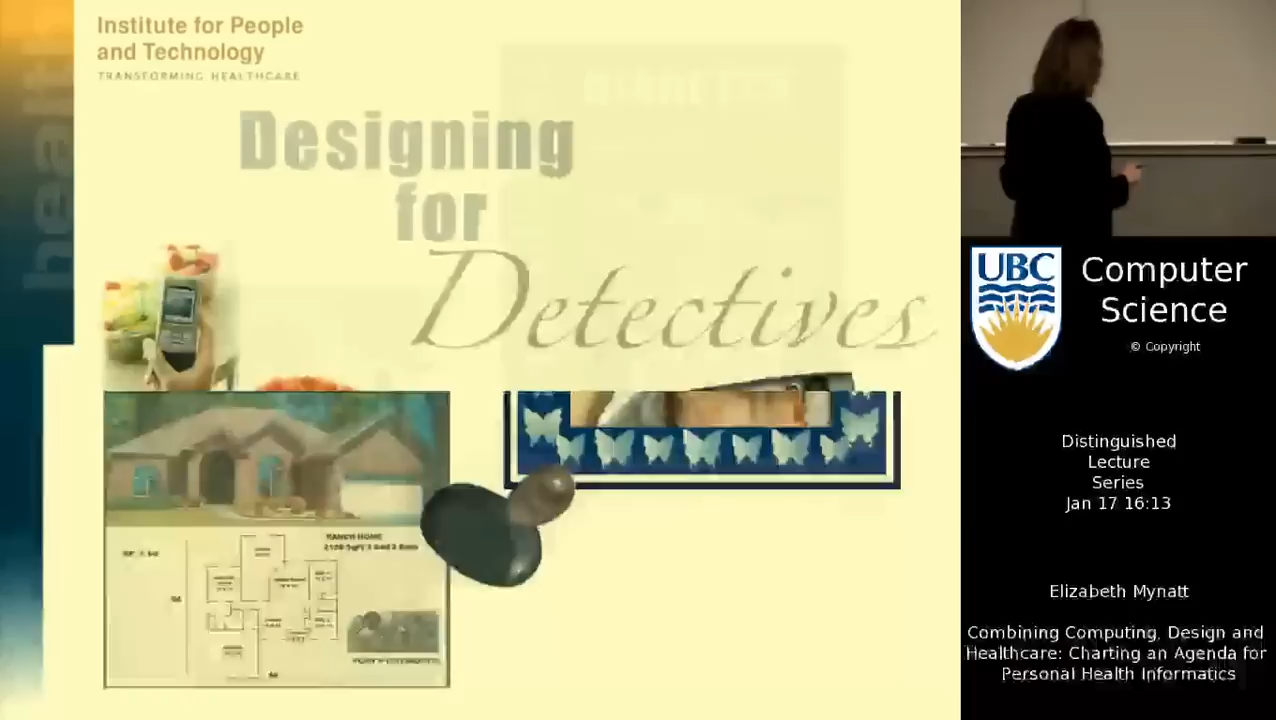 Institute for People
and Technology
TRANSFORMING HEALTHCARE
health
Designing
for
Detectives
RANCH HOME
UBC
Computer
Science
© Copyright
Distinguished
Lecture
Series
Jan 17 16:13
Elizabeth Mynatt
Combining Computing, Design and
Healthcare: Charting an Agenda for
Personal Health Informatics